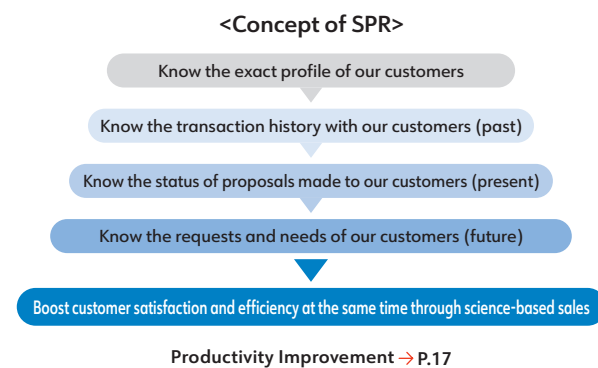 <Concept of SPR>
Know the exact profile of our customers
Know the transaction history with our customers (past)
Know the status of proposals made to our customers (present)
Know the requests and needs of our customers (future)
Boost customer satisfaction and efficiency at the same time through science-based sales
Productivity Improvement → P.17